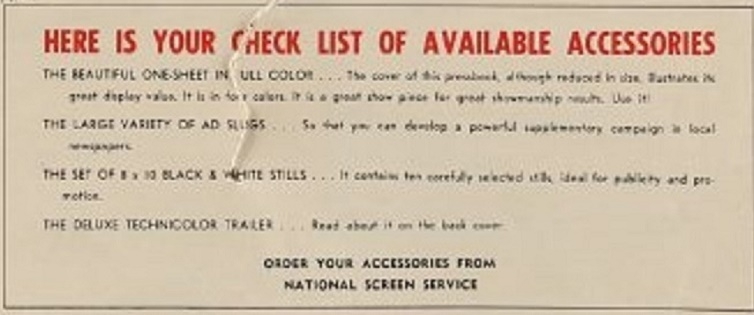 HERE IS YOUR CHECK LIST OF AVAILABLE ACCESSORIES
THE BEAUTIFUL ONE-SHEET IN FULL COLOR . . . The cover of this pressbook, although reduced in size, illustrates its
great display value. It is in four colors. It is a great show piece for great showmanship results. Use it!
THE LARGE VARIETY OF AD SLUGS . . . So that you can develop a powerful supplementary campaign in local
newspapers.
THE SET OF 8 x 10 BLACK & WHITE STILLS . . . It contains ten carefully selected stills, ideal for publicity and pro-
motion.
THE DELUXE TECHNICOLOR TRAILER . . . Read about it on the back cover.
ORDER YOUR ACCESSORIES FROM
NATIONAL SCREEN SERVICE